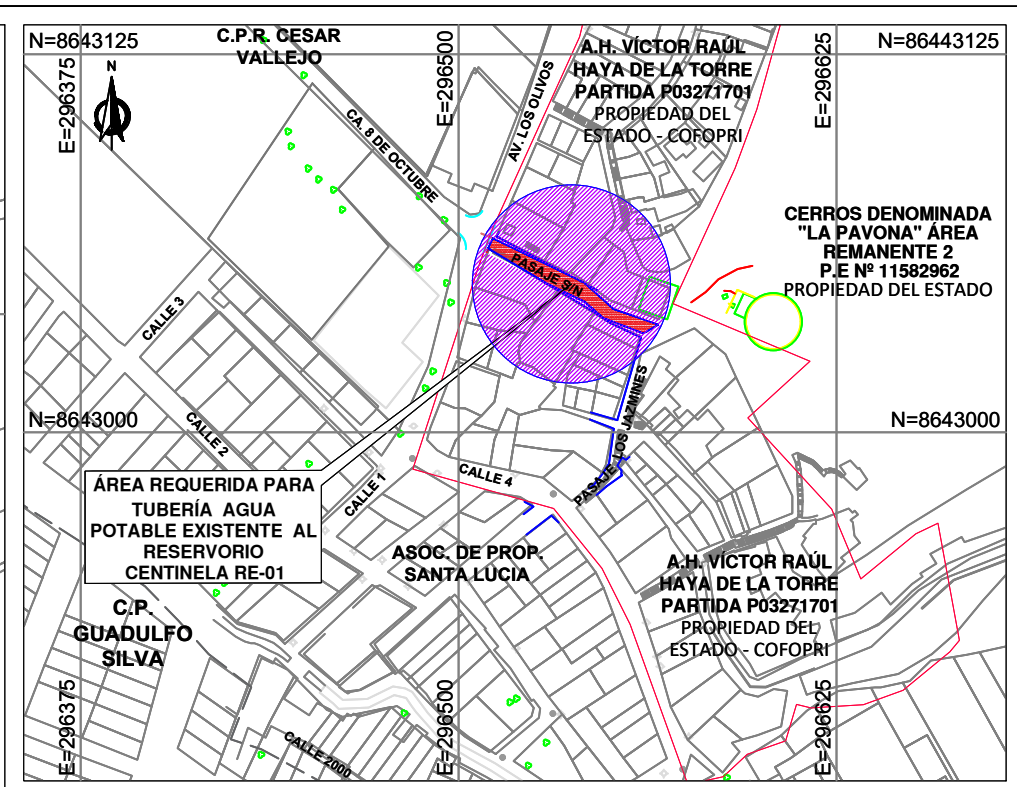 N=8643125
C.P.R. CESAR
VALLEJO
E=296375
N
E=296500
A.H. VÍCTOR RAÚL
HAYA DE LA TORRE
PARTIDA P03271701
PROPIEDAD DEL
ESTADO - COFOPRI
E=296625
N=86443125
AV. LOS OLIVOS
CA. 8 DE OCTUBRE
CERROS DENOMINADA
"LA PAVONA" ÁREA
REMANENTE 2
P.E Nº 11582962
PROPIEDAD DEL ESTADO
PASAJE S/N
CALLE 3
N=8643000
N=8643000
CALLE 2
PASAJE LOS JAZMINES
CALLE 4
CALLE 1
ÁREA REQUERIDA PARA
TUBERÍA AGUA
POTABLE EXISTENTE AL
RESERVORIO
CENTINELA RE-01
ASOC. DE PROP.
SANTA LUCIA
A.H. VÍCTOR RAÚL
HAYA DE LA TORRE
PARTIDA P03271701
PROPIEDAD DEL
ESTADO - COFOPRI
C.P.
GUADULFO
SILVA
E=296375
E=296500
E=296625
CALLE 2000